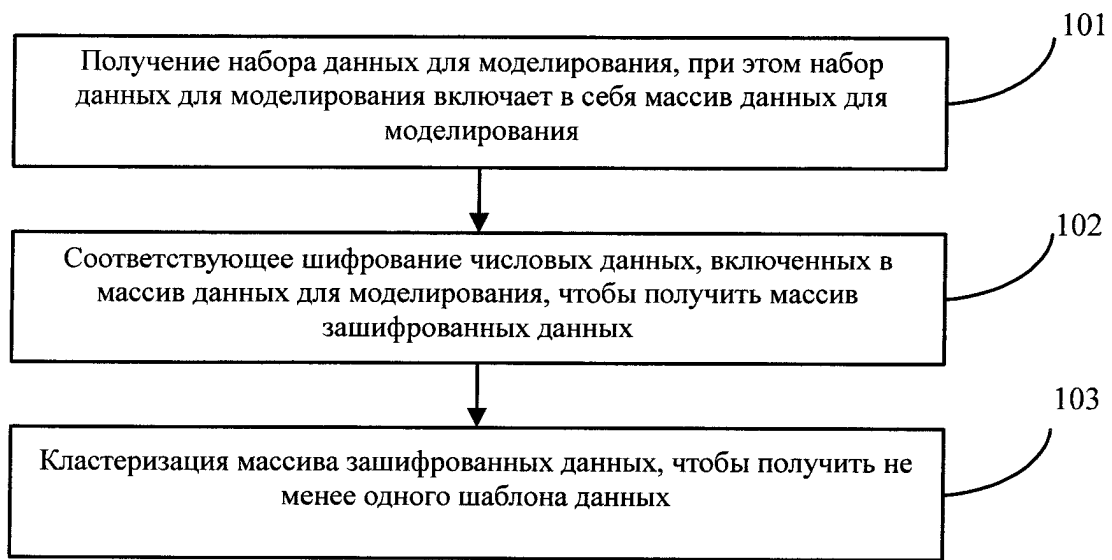 101
Получение набора данных для моделирования, при этом набор
данных для моделирования включает в себя массив данных для
моделирования
102
Соответствующее шифрование числовых данных, включенных в
массив данных для моделирования, чтобы получить массив
зашифрованных данных
103
Кластеризация массива зашифрованных данных, чтобы получить не
менее одного шаблона данных